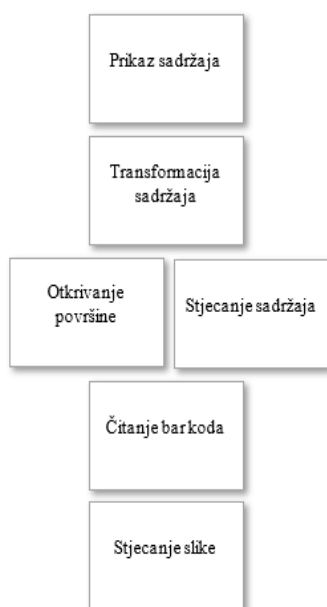 Prikaz sadržaja
Transformacija
sadržaja
Otkrivanje
površine
Stjecanje sadržaja
Čitanje bar koda
Stjecanje slike